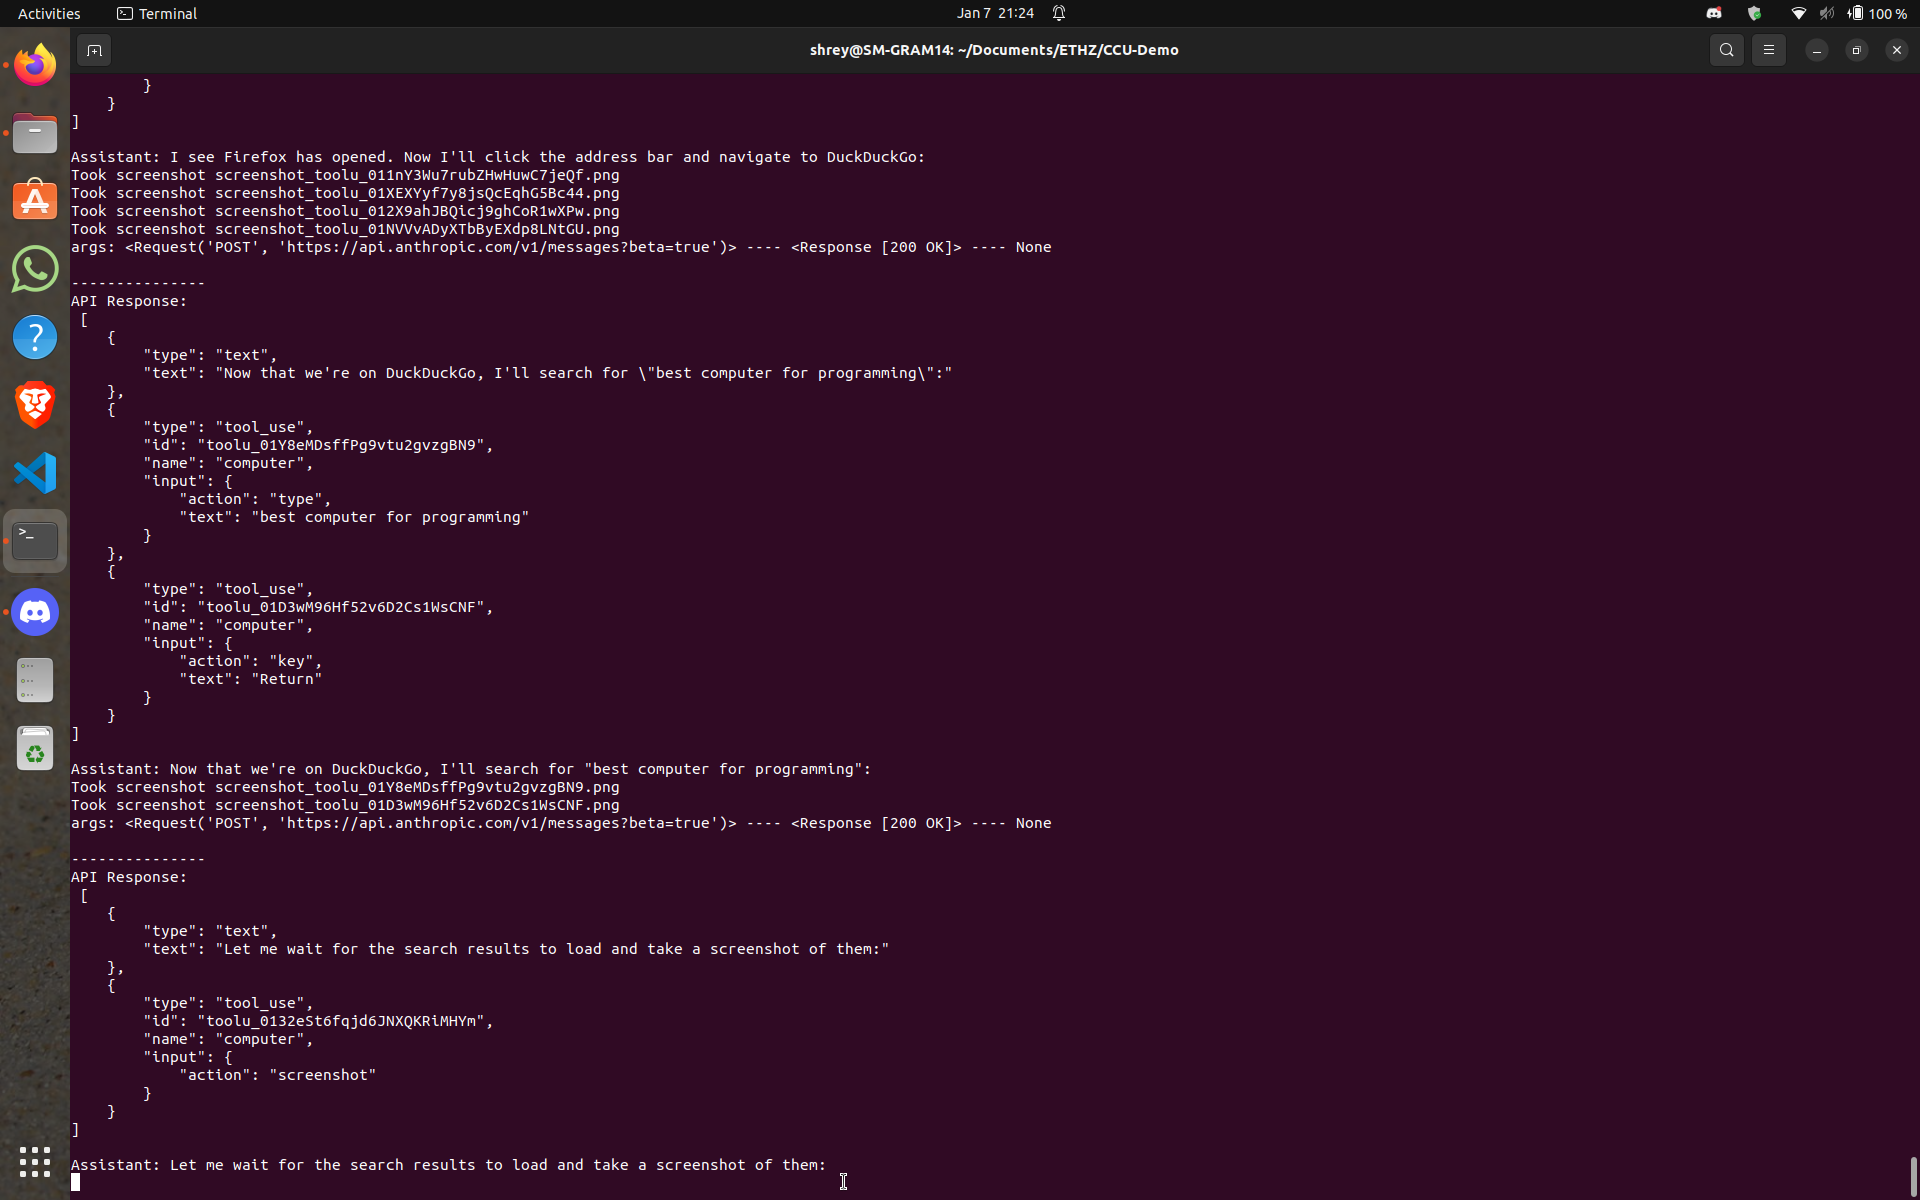 Activities
Terminal
Jan 7 21:24
100 %
shrey@SM-GRAM14: ~/Documents/ETHZ/CCU-Demo
}
}
]
Assistant: I see Firefox has opened. Now I'll click the address bar and navigate to DuckDuckGo:
Took screenshot screenshot_toolu_011nY3Wu7rubZHwHuwC7jeQf.png
Took screenshot screenshot_toolu_01XEXYyf7y8jsQcEqhG5Bc44.png
Took screenshot screenshot_toolu_012X9ahJBQicj9ghCoR1wXPw.png
Took screenshot screenshot_toolu_01NVVvADyXTbByEXdp8LNtGU.png
args: <Request('POST', 'https://api.anthropic.com/v1/messages?beta=true')> ---- <Response [200 OK]> ---- None
---------------
API Response:
[
{
"type": "text",
"text": "Now that we're on DuckDuckGo, I'll search for \"best computer for programming\":"
},
{
"type": "tool_use",
"id": "toolu_01Y8eMDsffPg9vtu2gvzgBN9",
"name": "computer",
"input": {
"action": "type",
"text": "best computer for programming"
}
},
{
"type": "tool_use",
"id": "toolu_01D3wM96Hf52v6D2Cs1WsCNF",
"name": "computer",
"input": {
"action": "key",
"text": "Return"
}
}
]
Assistant: Now that we're on DuckDuckGo, I'll search for "best computer for programming":
Took screenshot screenshot_toolu_01Y8eMDsffPg9vtu2gvzgBN9.png
Took screenshot screenshot_toolu_01D3wM96Hf52v6D2Cs1WsCNF.png
args: <Request('POST', 'https://api.anthropic.com/v1/messages?beta=true')> ---- <Response [200 OK]> ---- None
---------------
API Response:
[
{
"type": "text",
"text": "Let me wait for the search results to load and take a screenshot of them:"
},
{
"type": "tool_use",
"id": "toolu_0132eSt6fqjd6JNXQKRiMHYm",
"name": "computer",
"input": {
"action": "screenshot"
}
}
]
Assistant: Let me wait for the search results to load and take a screenshot of them: